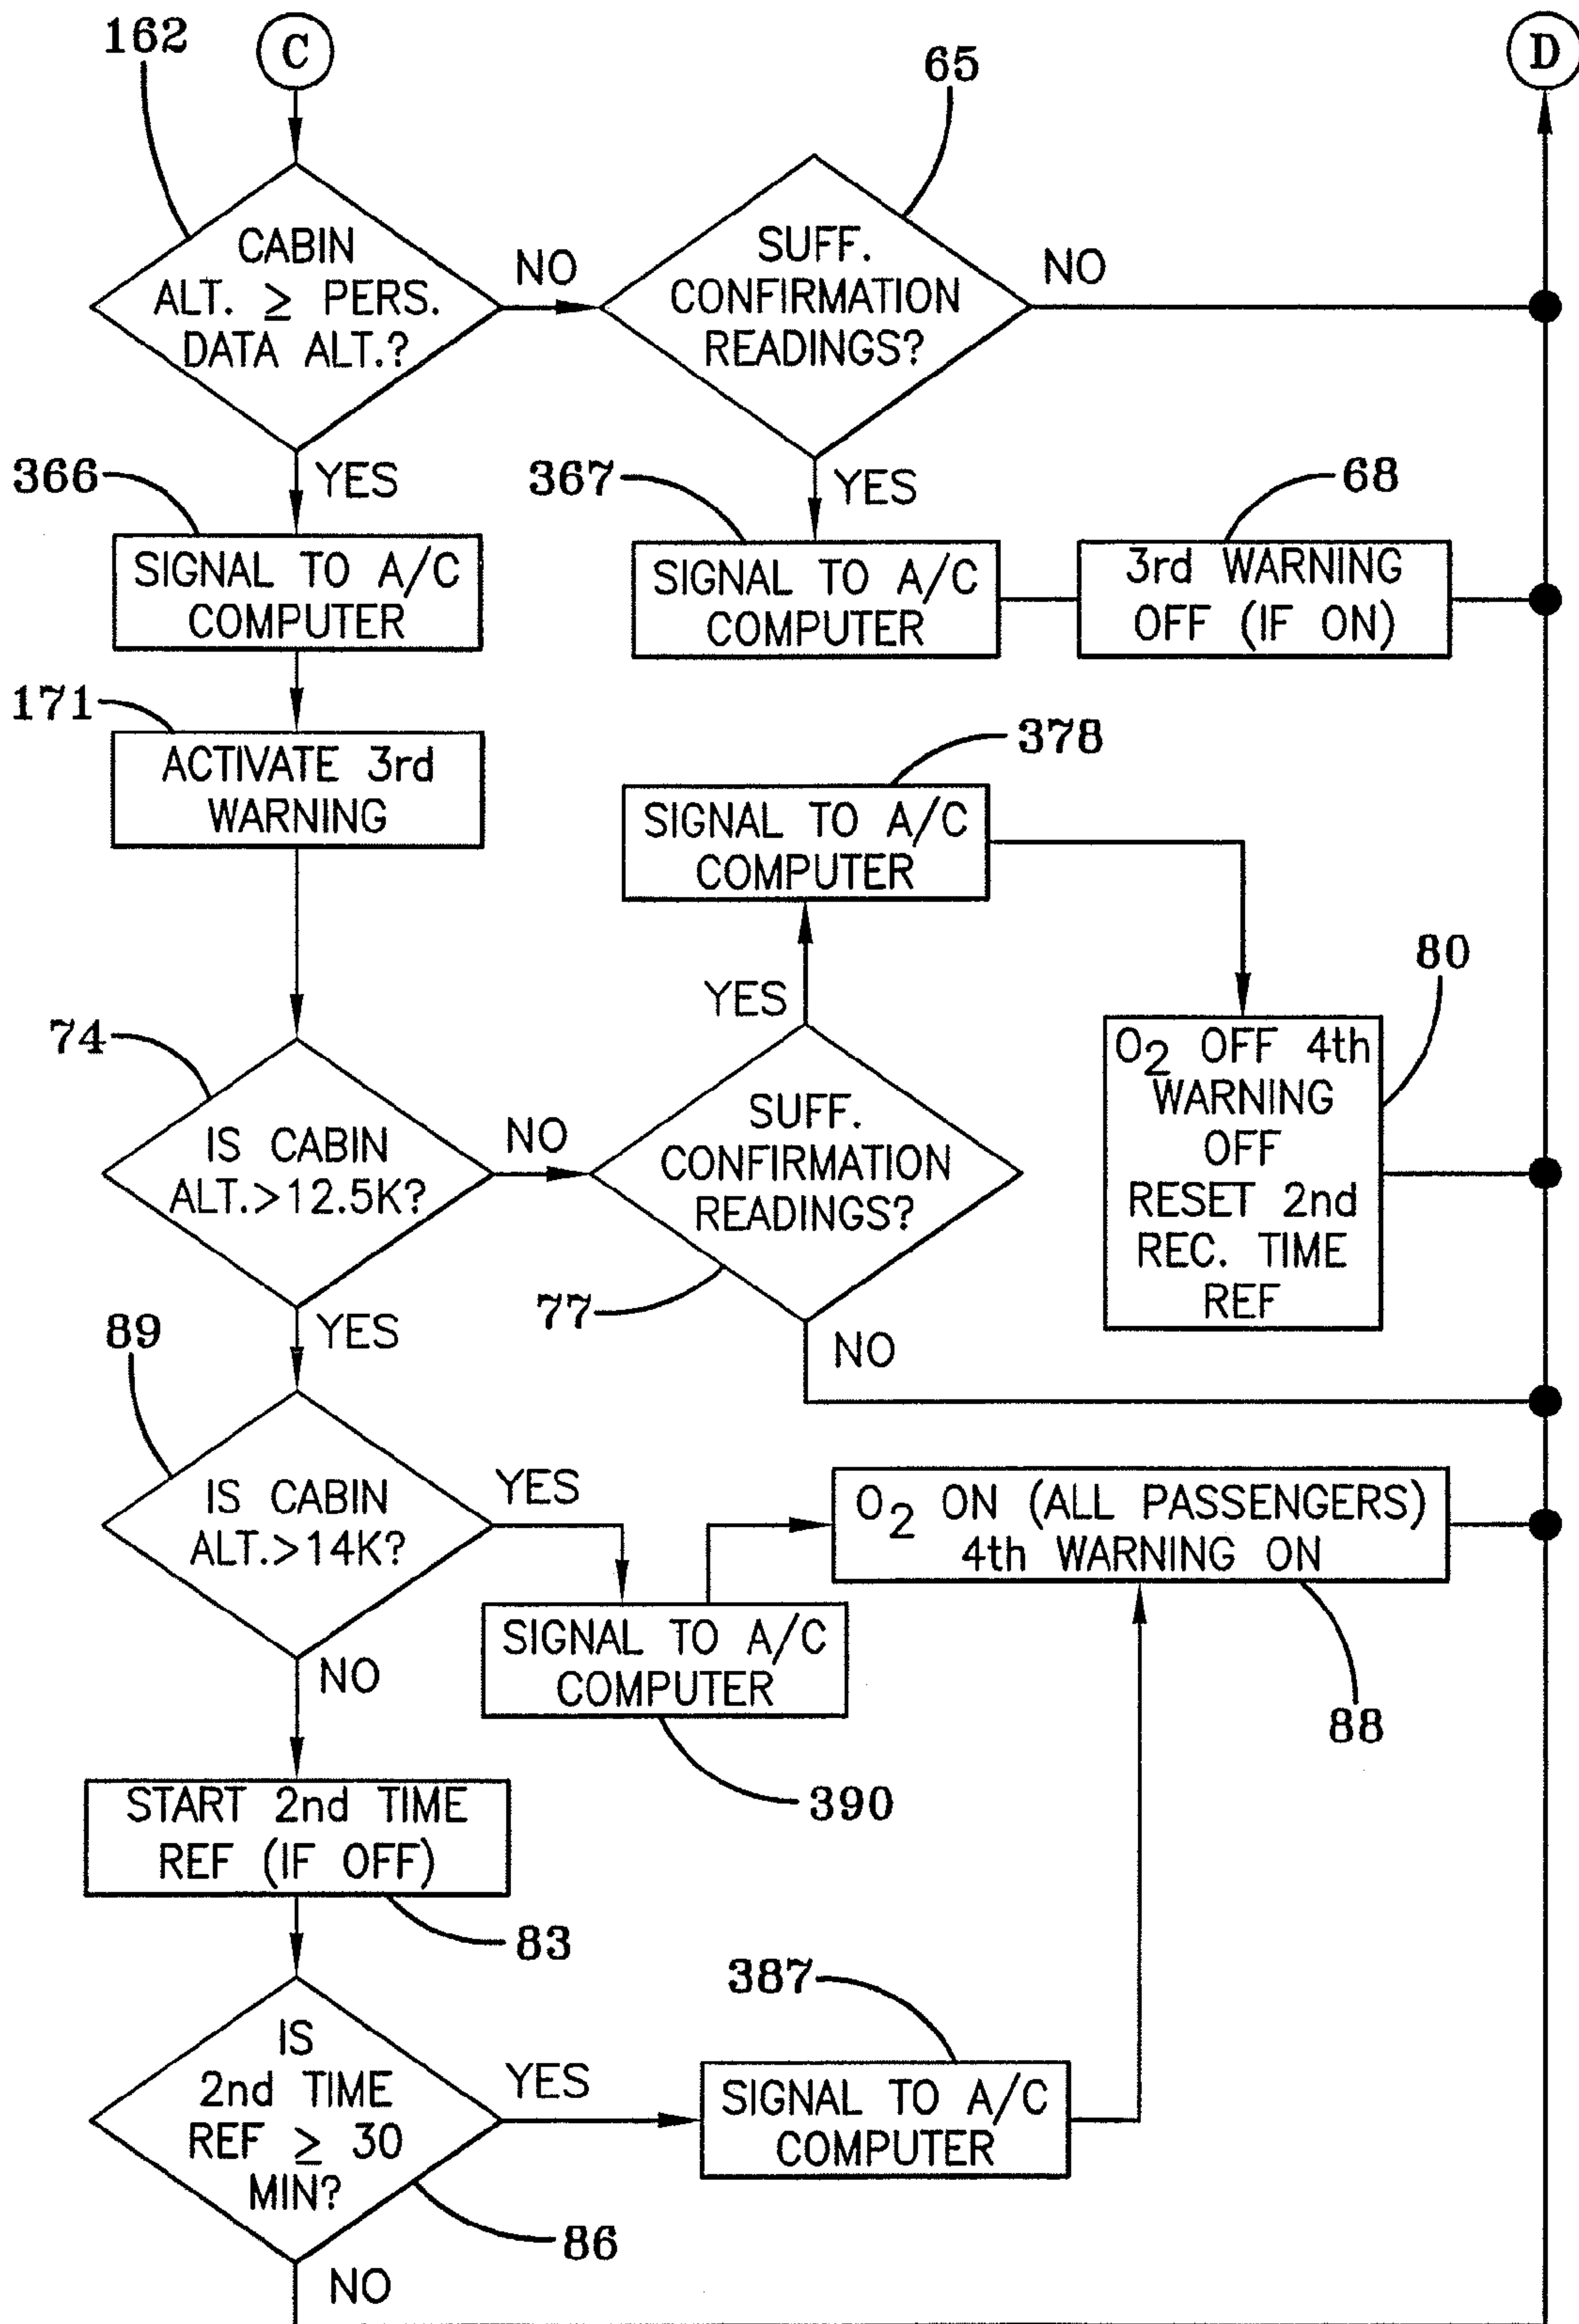 162
C
65
D
CABIN
ALT. ≥ PERS.
DATA ALT.?
NO
SUFF.
CONFIRMATION
READINGS?
NO
366
YES
367
YES
68
SIGNAL TO A/C
COMPUTER
SIGNAL TO A/C
COMPUTER
3rd WARNING
OFF (IF ON)
171
ACTIVATE 3rd
WARNING
378
SIGNAL TO A/C
COMPUTER
YES
80
74
IS CABIN
ALT.>12.5K?
NO
SUFF.
CONFIRMATION
READINGS?
O2 OFF 4th
WARNING
OFF
RESET 2nd
REC. TIME
REF
77
NO
89
YES
IS CABIN
ALT.>14K?
YES
O2 ON (ALL PASSENGERS)
4th WARNING ON
SIGNAL TO A/C
COMPUTER
88
390
NO
START 2nd TIME
REF (IF OFF)
83
387
IS
2nd TIME
REF ≥ 30
MIN?
YES
SIGNAL TO A/C
COMPUTER
86
NO